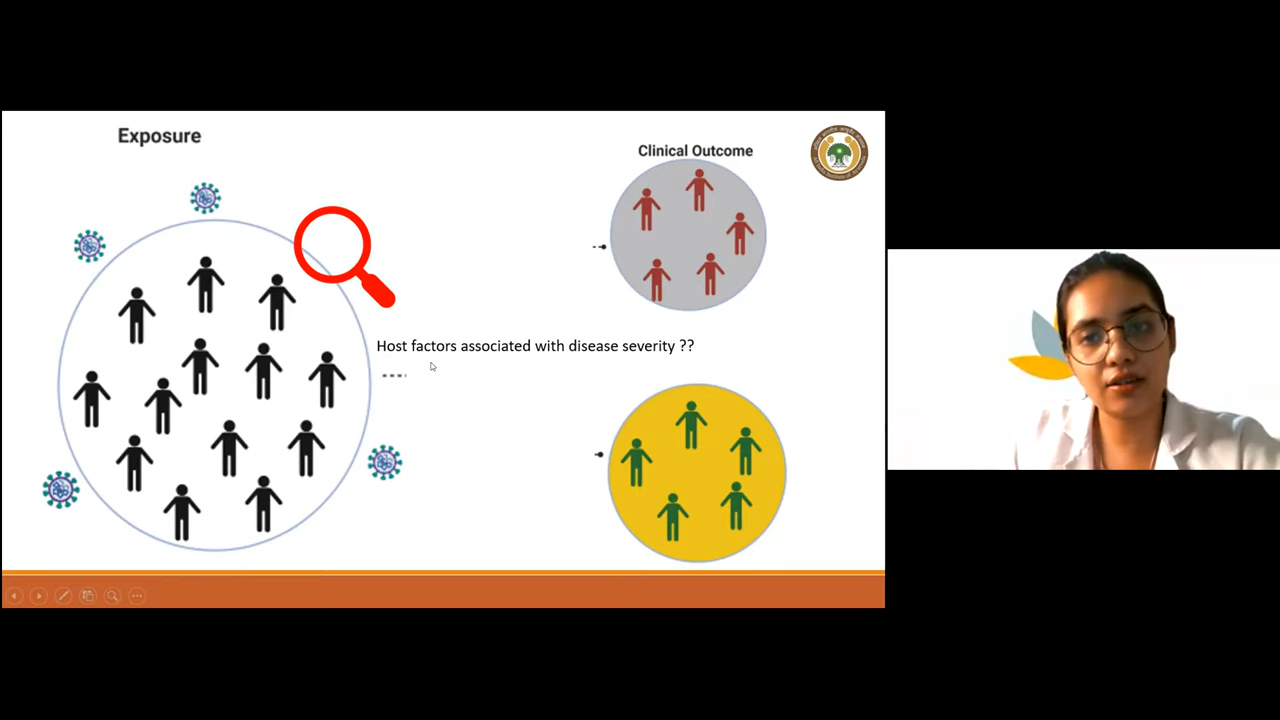 Exposure
Clinical Outcome
Host factors associated with disease severity ??